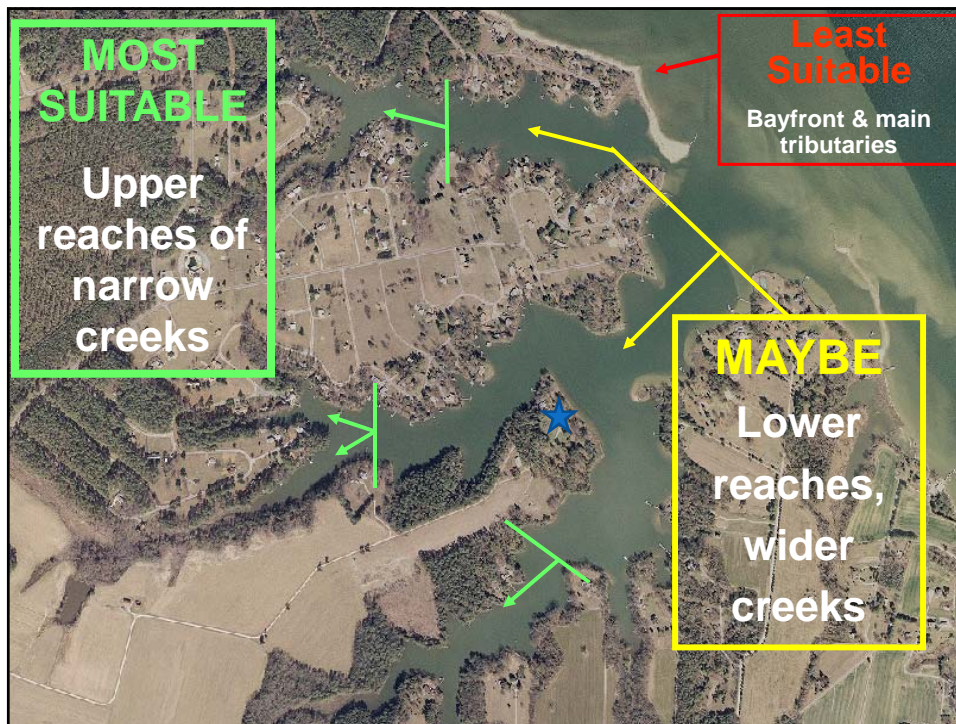 MOST
SUITABLE
Upper
reaches of
narrow
creeks
Least
Suitable
Bayfront & main
tributaries
MAYBE
Lower
reaches,
wider
creeks